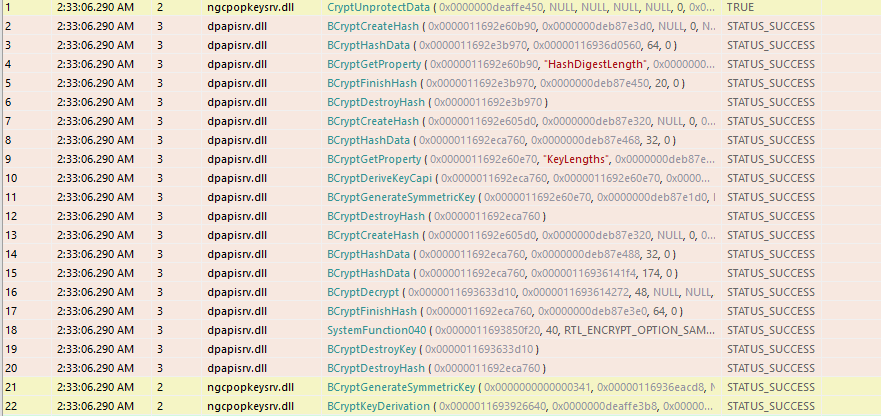 1 2:33:06.290 AM 2 ngcpopkeysrv.dll CryptUnprotectData ( 0x0000000deaffe450, NULL, NULL, NULL, NULL, 0, 0x0... TRUE
2 2:33:06.290 AM 3 dpapisrv.dll BCryptCreateHash ( 0x0000011692e60b90, 0x0000000deb87e3d0, NULL, 0, N... STATUS_SUCCESS
3 2:33:06.290 AM 3 dpapisrv.dll BCryptHashData ( 0x0000011692e3b970, 0x00000116936d0560, 64, 0 ) STATUS_SUCCESS
4 2:33:06.290 AM 3 dpapisrv.dll BCryptGetProperty ( 0x0000011692e60b90, "HashDigestLength", 0x0000000... STATUS_SUCCESS
5 2:33:06.290 AM 3 dpapisrv.dll BCryptFinishHash ( 0x0000011692e3b970, 0x0000000deb87e450, 20, 0 ) STATUS_SUCCESS
6 2:33:06.290 AM 3 dpapisrv.dll BCryptDestroyHash ( 0x0000011692e3b970 ) STATUS_SUCCESS
7 2:33:06.290 AM 3 dpapisrv.dll BCryptCreateHash ( 0x0000011692e605d0, 0x0000000deb87e320, NULL, 0, 0... STATUS_SUCCESS
8 2:33:06.290 AM 3 dpapisrv.dll BCryptHashData ( 0x0000011692eca760, 0x0000000deb87e468, 32, 0 ) STATUS_SUCCESS
9 2:33:06.290 AM 3 dpapisrv.dll BCryptGetProperty ( 0x0000011692e60e70, "KeyLengths", 0x0000000deb87e... STATUS_SUCCESS
10 2:33:06.290 AM 3 dpapisrv.dll BCryptDeriveKeyCapi ( 0x0000011692eca760, 0x0000011692e60e70, 0x0000... STATUS_SUCCESS
11 2:33:06.290 AM 3 dpapisrv.dll BCryptGenerateSymmetricKey ( 0x0000011692e60e70, 0x0000000deb87e1d0, STATUS_SUCCESS
12 2:33:06.290 AM 3 dpapisrv.dll BCryptDestroyHash ( 0x0000011692eca760 ) STATUS_SUCCESS
13 2:33:06.290 AM 3 dpapisrv.dll BCryptCreateHash ( 0x0000011692e605d0, 0x0000000deb87e320, NULL, 0, 0... STATUS_SUCCESS
14 2:33:06.290 AM 3 dpapisrv.dll BCryptHashData ( 0x0000011692eca760, 0x0000000deb87e488, 32, 0 ) STATUS_SUCCESS
15 2:33:06.290 AM 3 dpapisrv.dll BCryptHashData ( 0x0000011692eca760, 0x00000116936141f4, 174, 0 ) STATUS_SUCCESS
16 2:33:06.290 AM 3 dpapisrv.dll BCryptDecrypt ( 0x0000011693633d10, 0x0000011693614272, 48, NULL, NULL, STATUS_SUCCESS
17 2:33:06.290 AM 3 dpapisrv.dll BCryptFinishHash ( 0x0000011692eca760, 0x0000000deb87e3e0, 64, 0 ) STATUS_SUCCESS
18 2:33:06.290 AM 3 dpapisrv.dll SystemFunction040 ( 0x0000011693850f20, 40, RTL_ENCRYPT_OPTION_SAM... STATUS_SUCCESS
19 2:33:06.290 AM 3 dpapisrv.dll BCryptDestroyKey ( 0x0000011693633d10 ) STATUS_SUCCESS
20 2:33:06.290 AM 3 dpapisrv.dll BCryptDestroyHash ( 0x0000011692eca760 ) STATUS_SUCCESS
21 2:33:06.290 AM 2 ngcpopkeysrv.dll BCryptGenerateSymmetricKey ( 0x0000000000000341, 0x00000116936eacd8, N STATUS_SUCCESS
22 2:33:06.290 AM 2 ngcpopkeysrv.dll BCryptKeyDerivation ( 0x0000011693926640, 0x0000000deaffe3b8, 0x00000... STATUS_SUCCESS